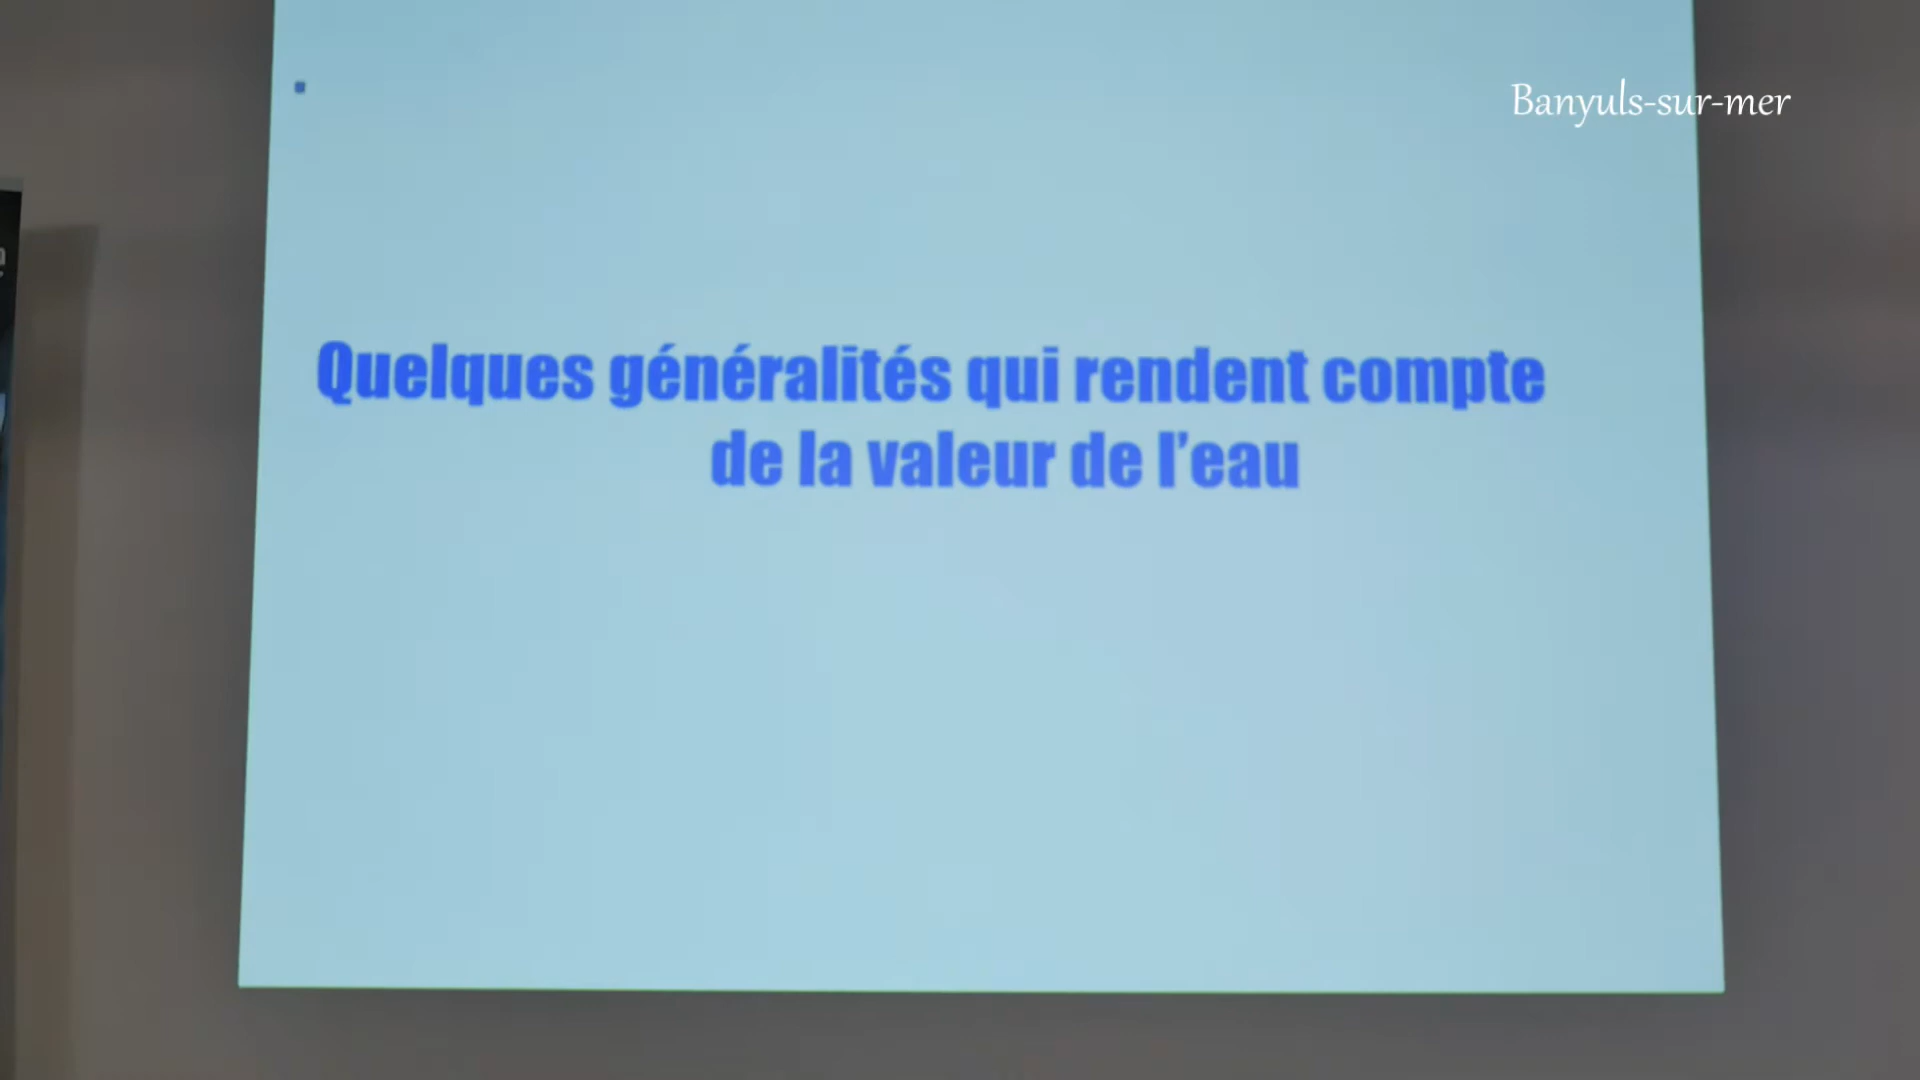 Banyuls-sur-mer
Quelques généralités qui rendent compte
de la valeur de l'eau